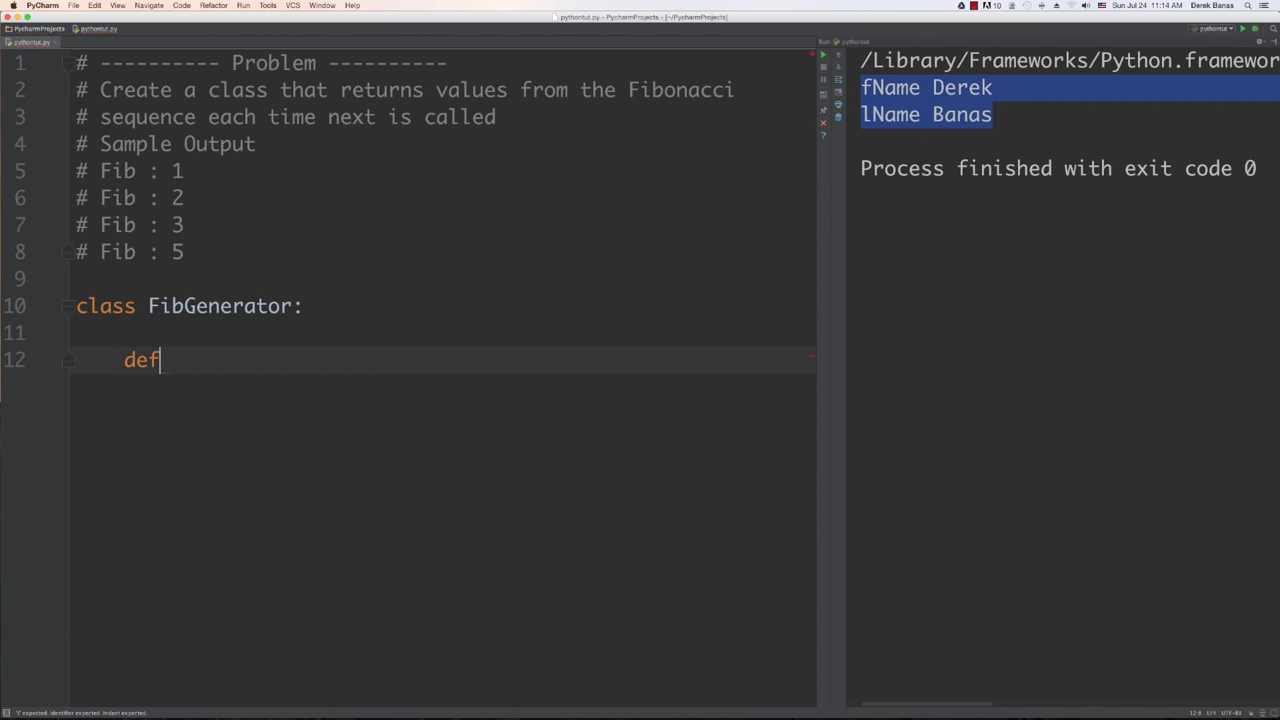 PyCharm File Edit View Navigate Code Refactor Run Tools VCS Window Help
10 Sun Jul 24 11:14 AM Derek Banas
pythontut.py - PycharmProjects - [~/PycharmProjects]
PycharmProjects pythontut.py
pythontut
pythontut.py
Run: pythontut
1 # ---------- Problem ----------
2 # Create a class that returns values from the Fibonacci
3 # sequence each time next is called
4 # Sample Output
5 # Fib : 1
6 # Fib : 2
7 # Fib : 3
8 # Fib : 5
9
10 class FibGenerator:
11
12 def
/Library/Frameworks/Python.framewor
fName Derek
lName Banas
Process finished with exit code 0
'(' expected. Identifier expected. Indent expected.
12:8 LF÷ UTF-8÷